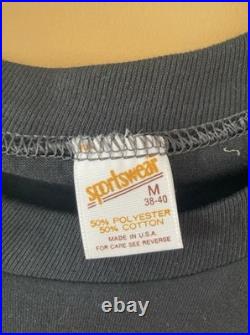 sportswear
M
38-40
50% POLYESTER
50% COTTON
MADE IN U.S.A.
FOR CARE SEE REVERSE